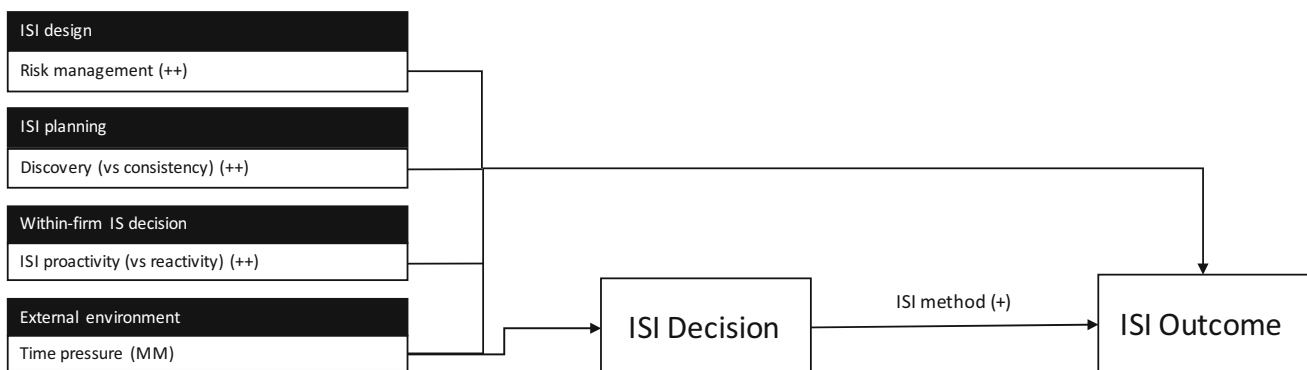 ISI design
Risk management (++)
ISI planning
Discovery (vs consistency) (++)
Within-firm IS decision
ISI proactivity (vs reactivity) (++)
External environment
Time pressure (MM)
ISI Decision
ISI method (+)
ISI Outcome